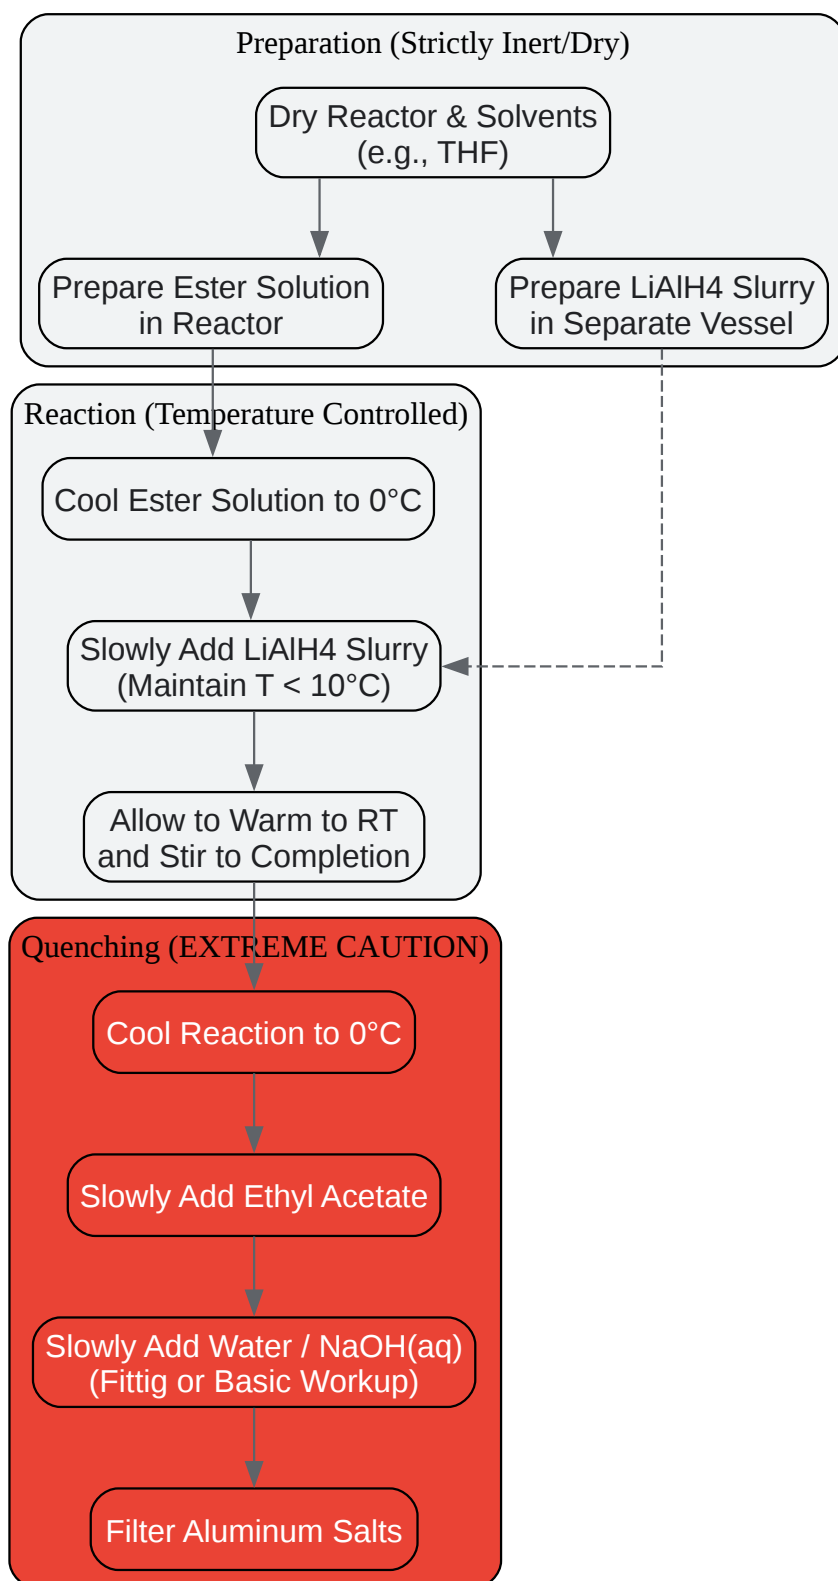 Preparation (Strictly Inert/Dry)
Dry Reactor & Solvents
(e.g., THF)
Prepare Ester Solution
in Reactor
Prepare LiAlH4 Slurry
in Separate Vessel
Reaction (Temperature Controlled)
Cool Ester Solution to 0°C
Slowly Add LiAlH4 Slurry
(Maintain T < 10°C)
Allow to Warm to RT
and Stir to Completion
Quenching (EXTREME CAUTION)
Cool Reaction to 0°C
Slowly Add Ethyl Acetate
Slowly Add Water / NaOH(aq)
(Fittig or Basic Workup)
Filter Aluminum Salts